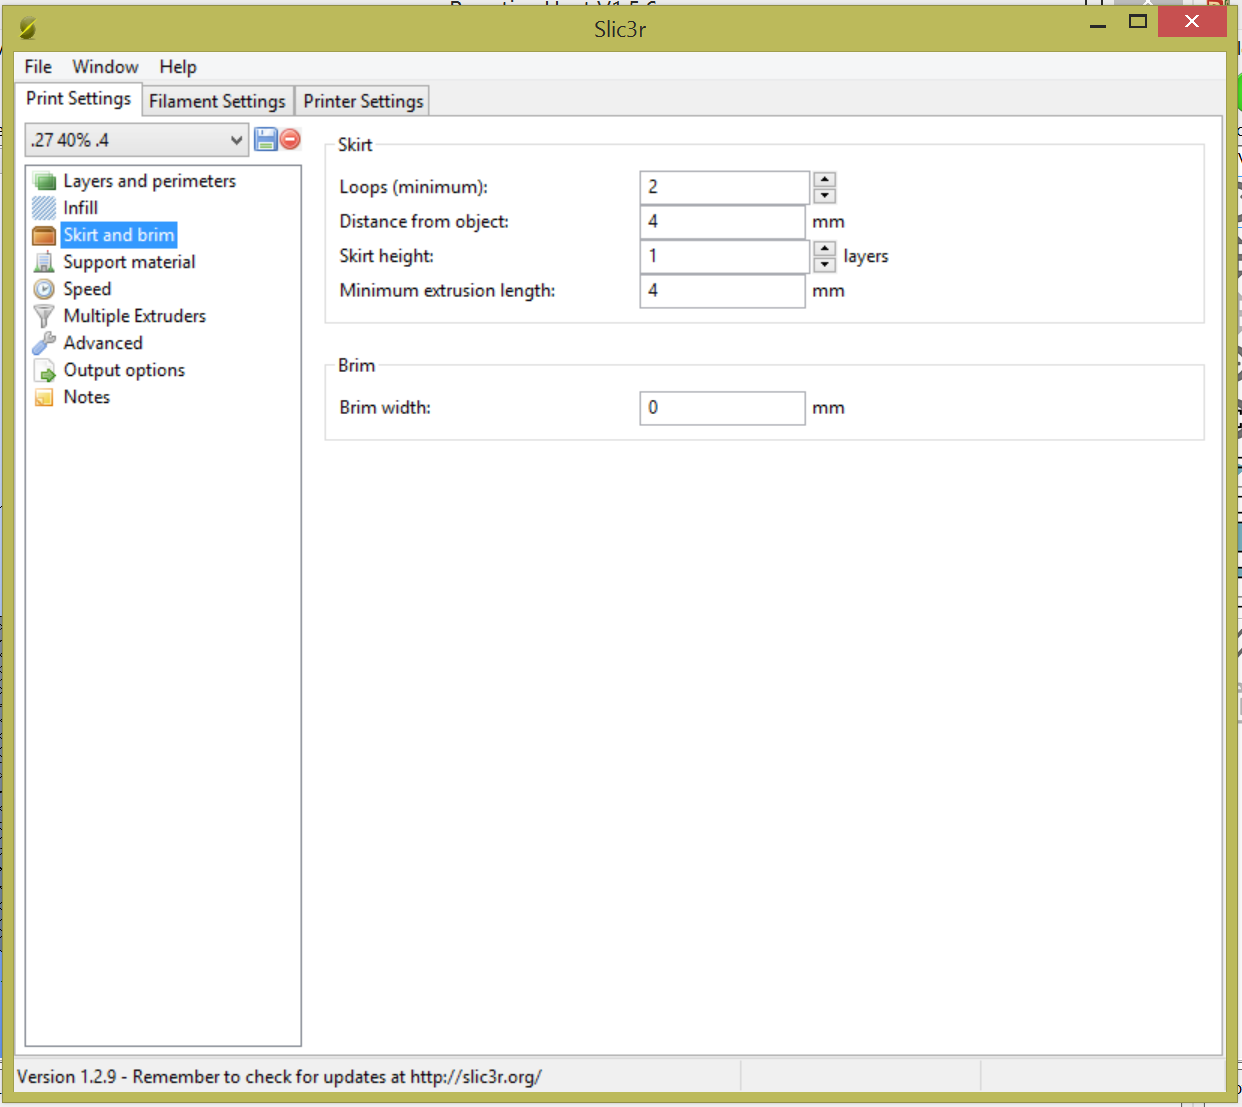 Slic3r
File Window Help
Print Settings Filament Settings Printer Settings
.27 40% .4
Layers and perimeters
Infill
Skirt and brim
Support material
Speed
Multiple Extruders
Advanced
Output options
Notes
Skirt
Loops (minimum): 2
Distance from object: 4 mm
Skirt height: 1 layers
Minimum extrusion length: 4 mm
Brim
Brim width: 0 mm
Version 1.2.9 - Remember to check for updates at http://slic3r.org/